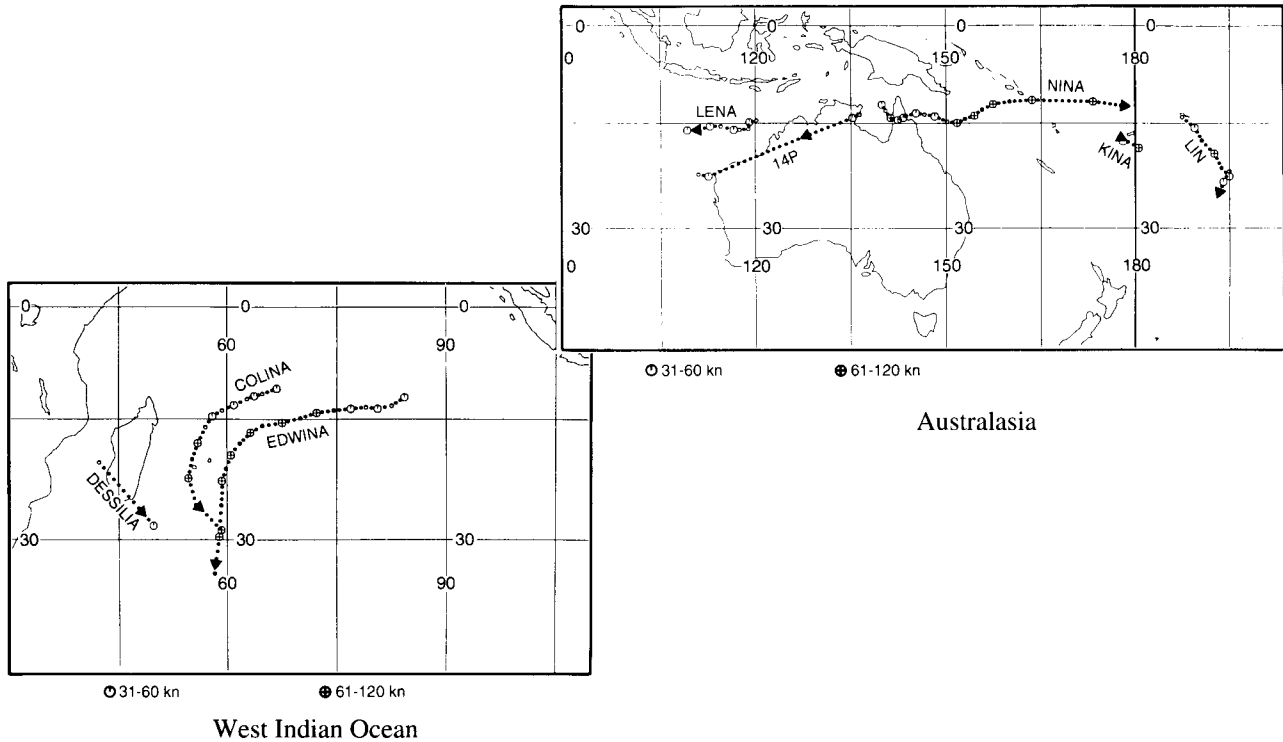 0 0 0
120 150 180
LENA
NINA
14P
KINA
LIN
30 30 30
0 120 150 180
31-60 kn 61-120 kn
Australasia
0 0 0
60 90
COLINA
EDWINA
DESSILIA
30 30 30
60 90
31-60 kn 61-120 kn
West Indian Ocean